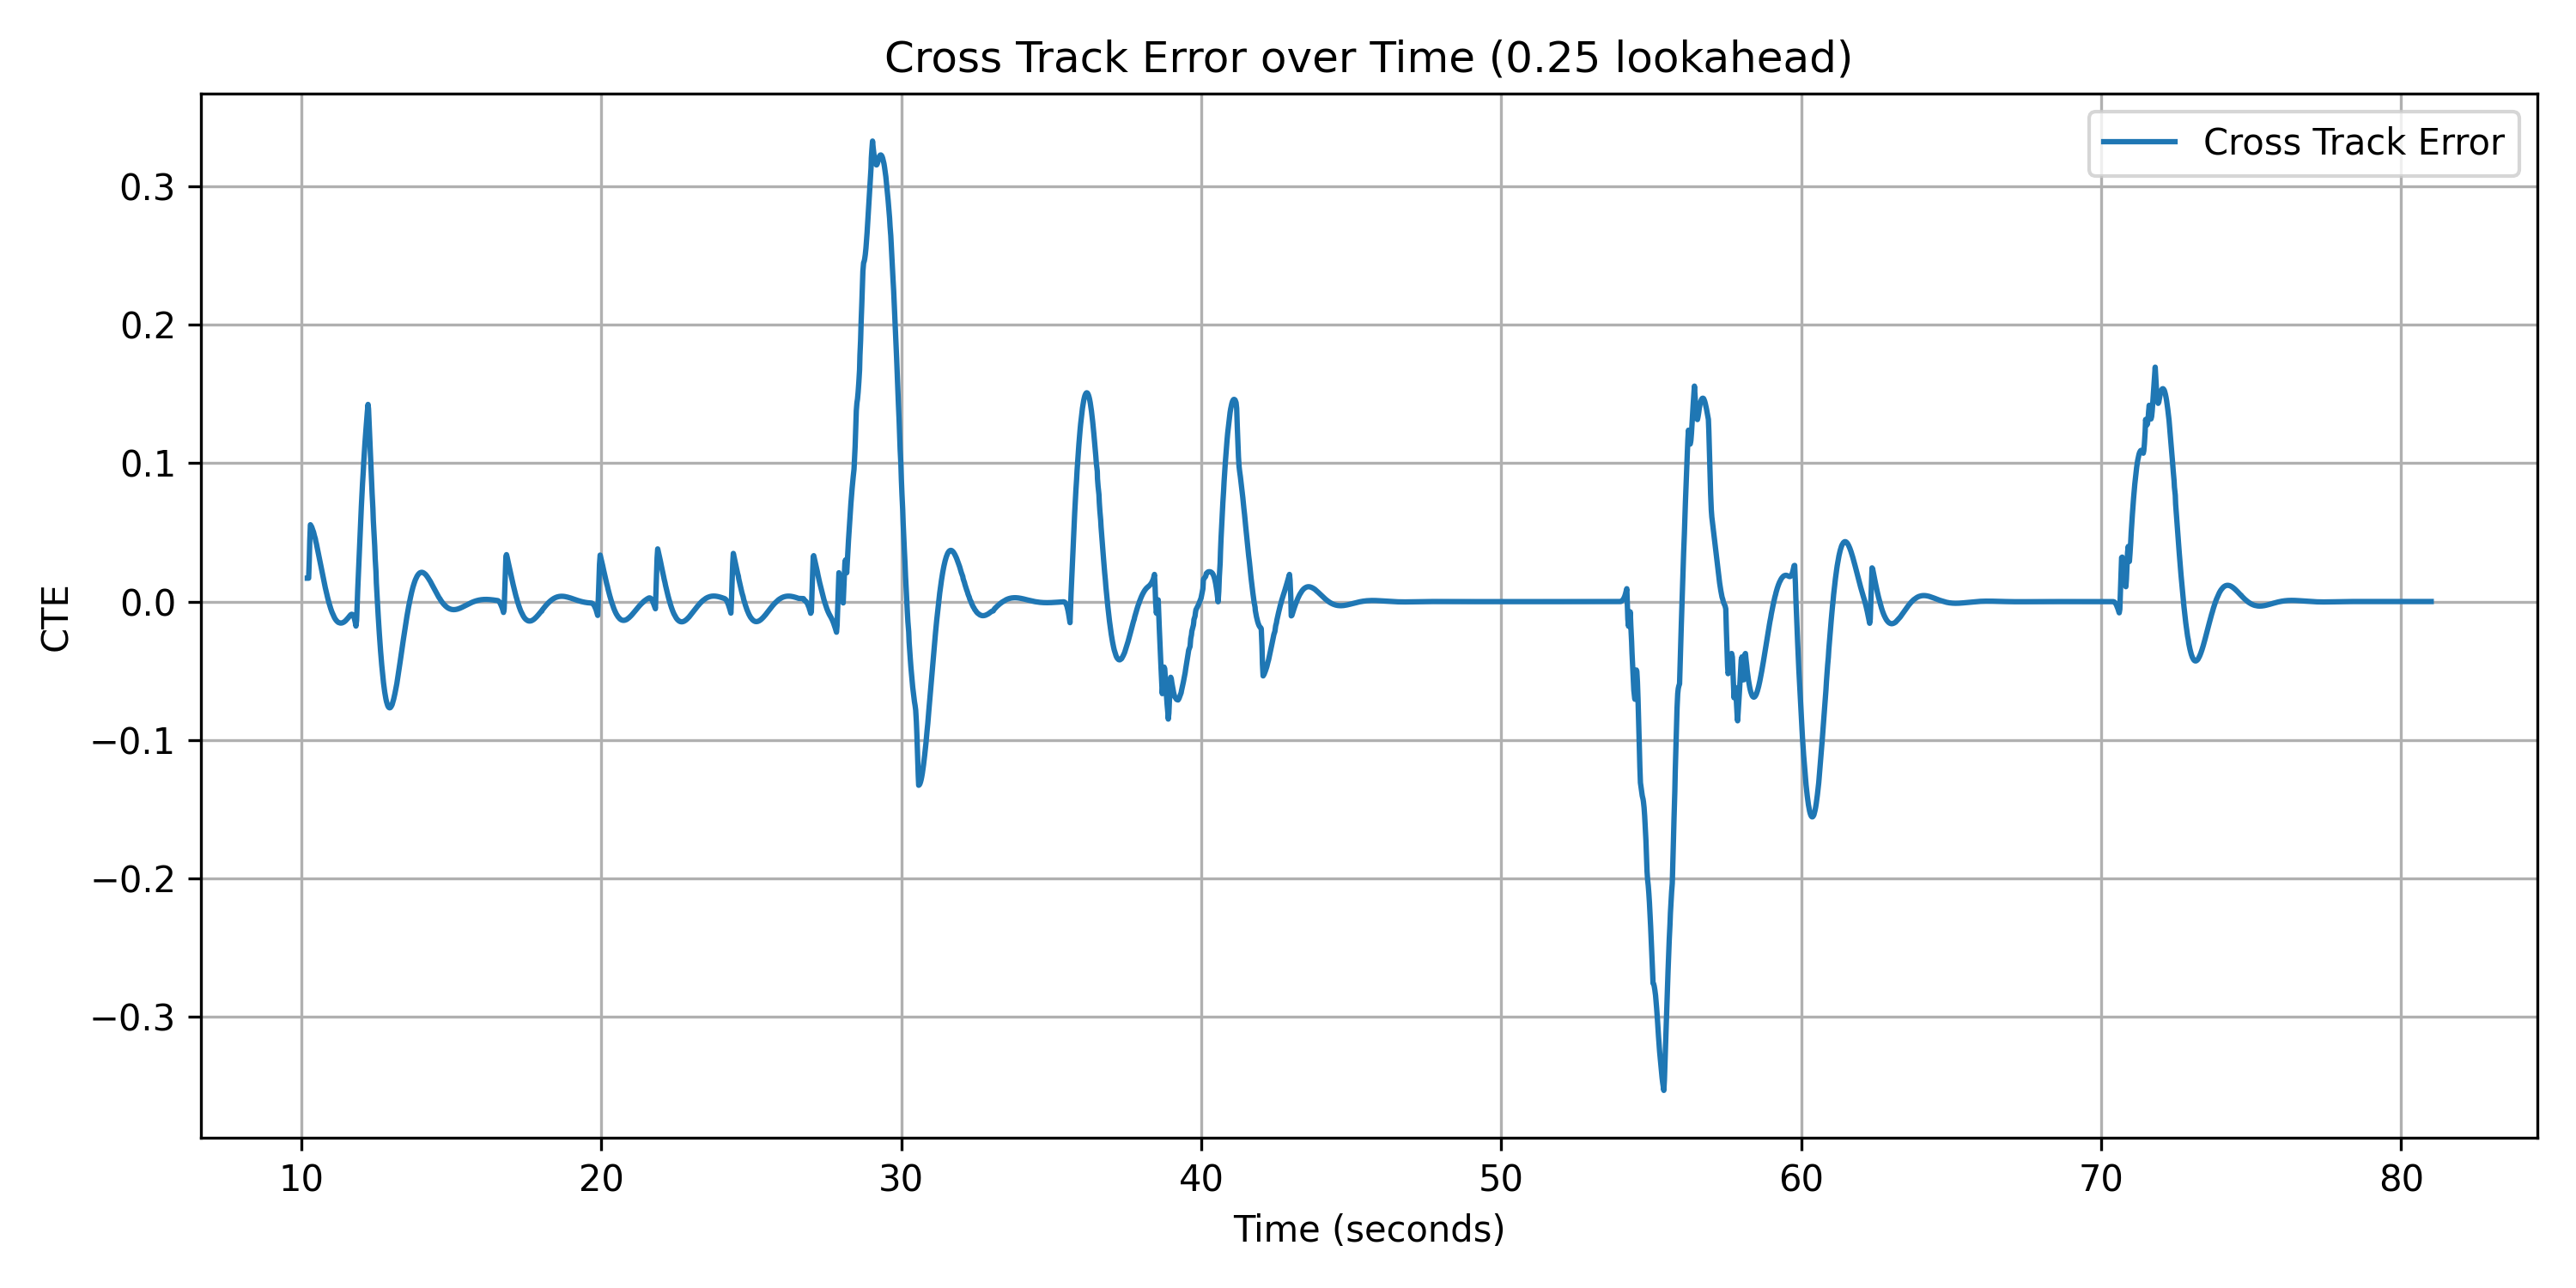 Cross Track Error over Time (0.25 lookahead)
Cross Track Error
0.3
0.2
0.1
0.0
−0.1
−0.2
−0.3
CTE
10 20 30 40 50 60 70 80
Time (seconds)